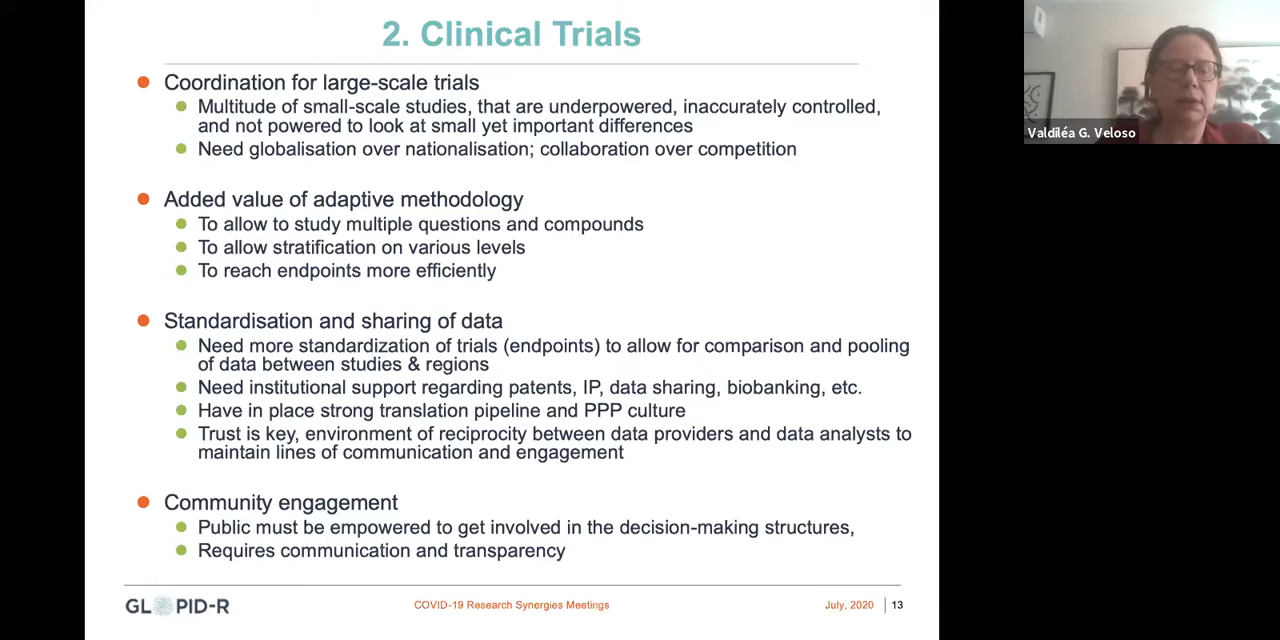 2. Clinical Trials
Coordination for large-scale trials
Multitude of small-scale studies, that are underpowered, inaccurately controlled,
and not powered to look at small yet important differences
Need globalisation over nationalisation; collaboration over competition
Added value of adaptive methodology
To allow to study multiple questions and compounds
To allow stratification on various levels
To reach endpoints more efficiently
Standardisation and sharing of data
Need more standardization of trials (endpoints) to allow for comparison and pooling
of data between studies & regions
Need institutional support regarding patents, IP, data sharing, biobanking, etc.
Have in place strong translation pipeline and PPP culture
Trust is key, environment of reciprocity between data providers and data analysts to
maintain lines of communication and engagement
Community engagement
Public must be empowered to get involved in the decision-making structures,
Requires communication and transparency
GLOPID-R
COVID-19 Research Synergies Meetings
July, 2020
13
Valdiléa G. Veloso